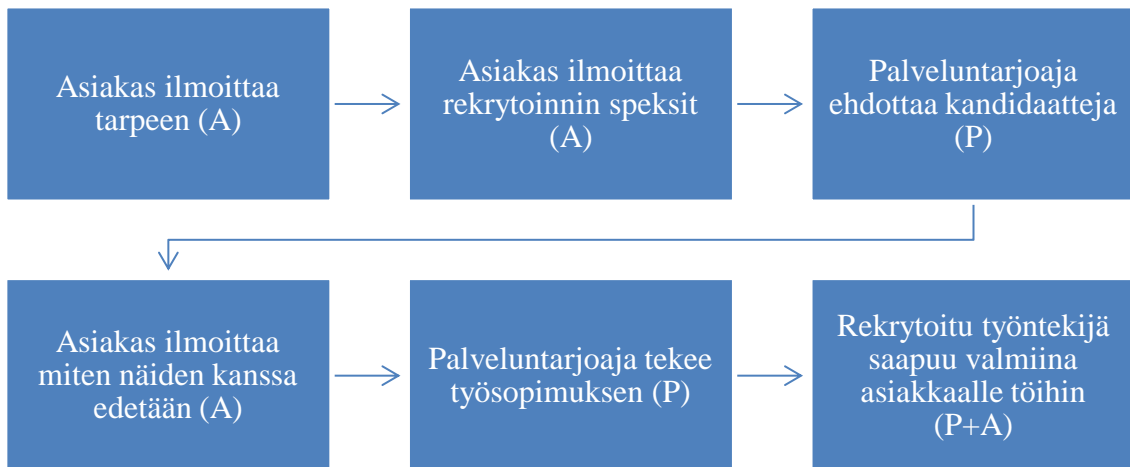 Asiakas ilmoittaa
tarpeen (A)
Asiakas ilmoittaa
rekrytoinnin speksit
(A)
Palveluntarjoaja
ehdottaa kandidaatteja
(P)
Asiakas ilmoittaa
miten näiden kanssa
edetään (A)
Palveluntarjoaja tekee
työsopimuksen (P)
Rekrytoitu työntekijä
saapuu valmiina
asiakkaalle töihin
(P+A)